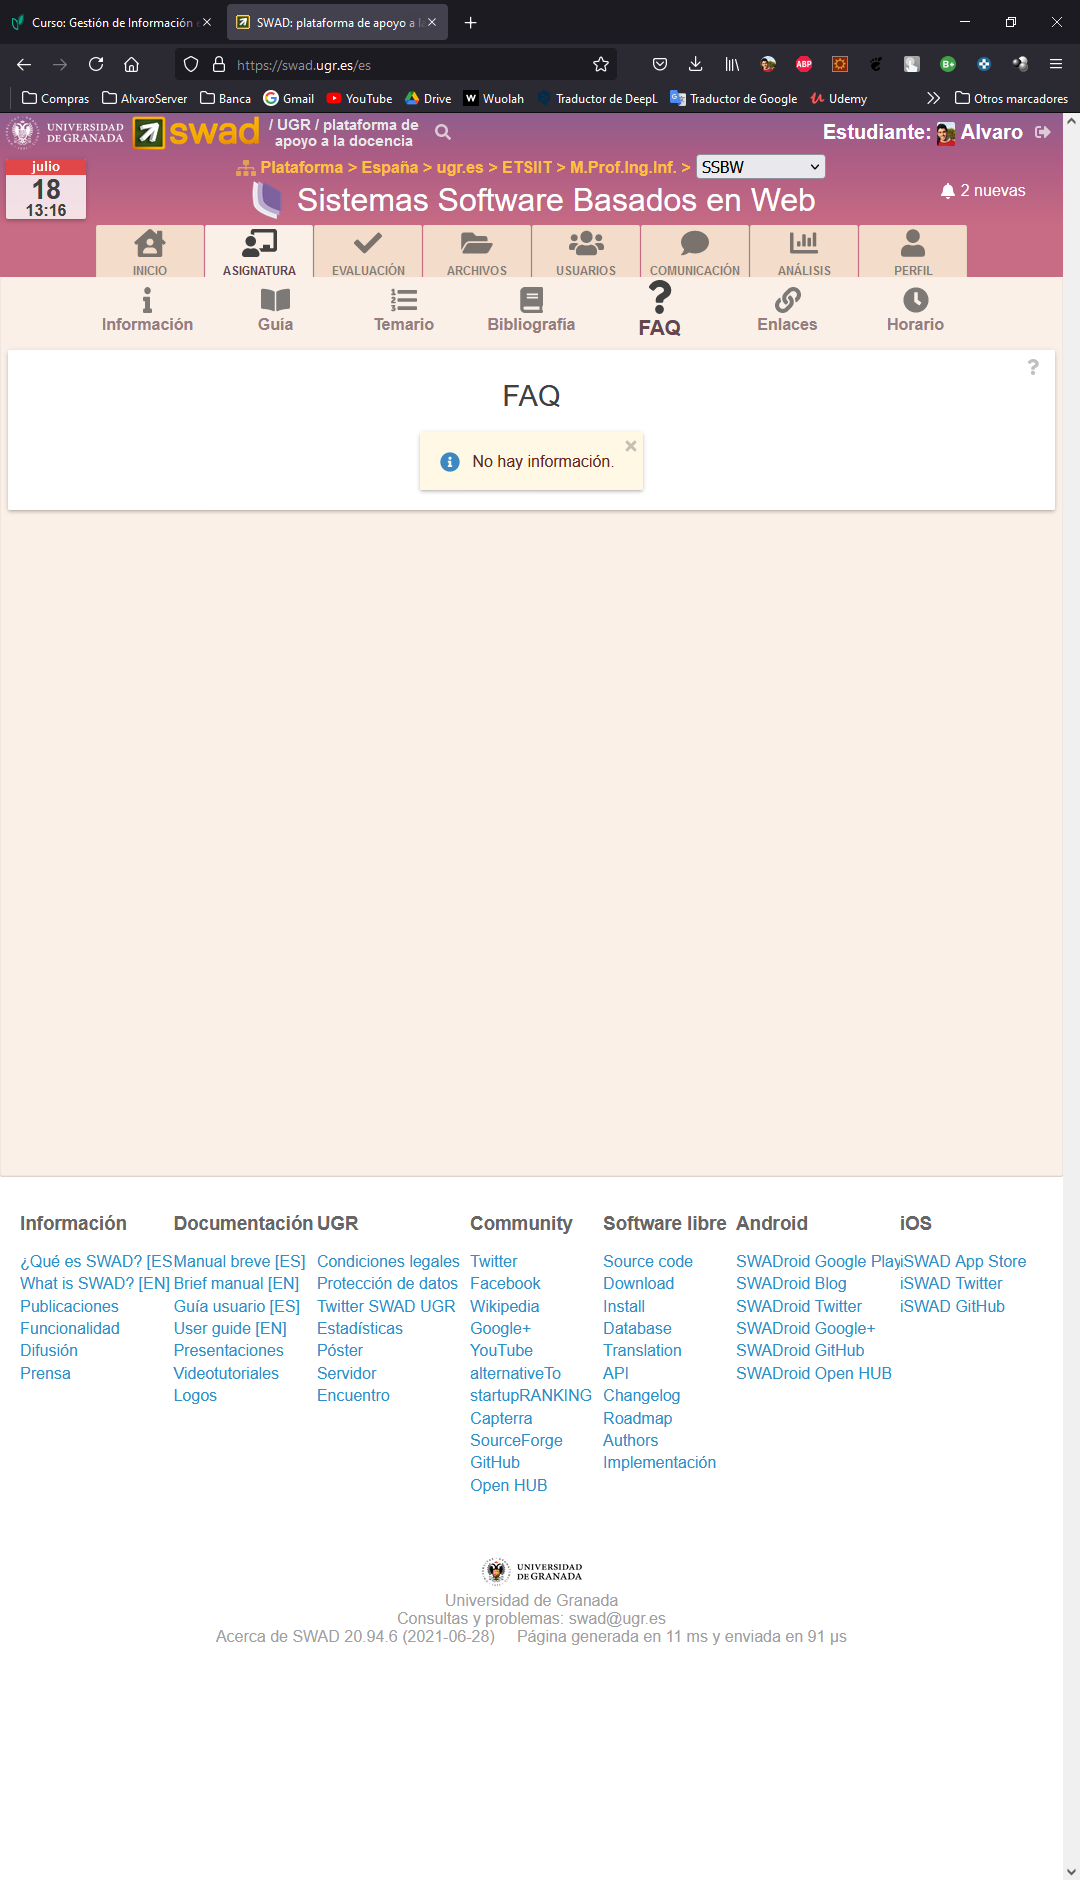 Curso: Gestión de Información
SWAD: plataforma de apoyo a l
https://swad.ugr.es/es
Compras
AlvaroServer
Banca
Gmail
YouTube
Drive
Wuolah
Traductor de DeepL
Traductor de Google
Udemy
Otros marcadores
UNIVERSIDAD
DE GRANADA
swad
/ UGR / plataforma de
apoyo a la docencia
Estudiante: Alvaro
julio
18
13:16
Plataforma > España > ugr.es > ETSIIT > M.Prof.Ing.Inf. > SSBW
Sistemas Software Basados en Web
2 nuevas
INICIO
ASIGNATURA
EVALUACIÓN
ARCHIVOS
USUARIOS
COMUNICACIÓN
ANÁLISIS
PERFIL
Información
Guía
Temario
Bibliografía
FAQ
Enlaces
Horario
FAQ
No hay información.
Información
¿Qué es SWAD? [ES
What is SWAD? [EN]
Publicaciones
Funcionalidad
Difusión
Prensa
Documentación
Manual breve [ES]
Brief manual [EN]
Guía usuario [ES]
User guide [EN]
Presentaciones
Videotutoriales
Logos
UGR
Condiciones legales
Protección de datos
Twitter SWAD UGR
Estadísticas
Póster
Servidor
Encuentro
Community
Twitter
Facebook
Wikipedia
Google+
YouTube
alternativeTo
startupRANKING
Capterra
SourceForge
GitHub
Open HUB
Software libre
Source code
Download
Install
Database
Translation
API
Changelog
Roadmap
Authors
Implementación
Android
SWADroid Google Play
SWADroid Blog
SWADroid Twitter
SWADroid Google+
SWADroid GitHub
SWADroid Open HUB
iOS
iSWAD App Store
iSWAD Twitter
iSWAD GitHub
UNIVERSIDAD
DE GRANADA
Universidad de Granada
Consultas y problemas: swad@ugr.es
Acerca de SWAD 20.94.6 (2021-06-28) Página generada en 11 ms y enviada en 91 µs